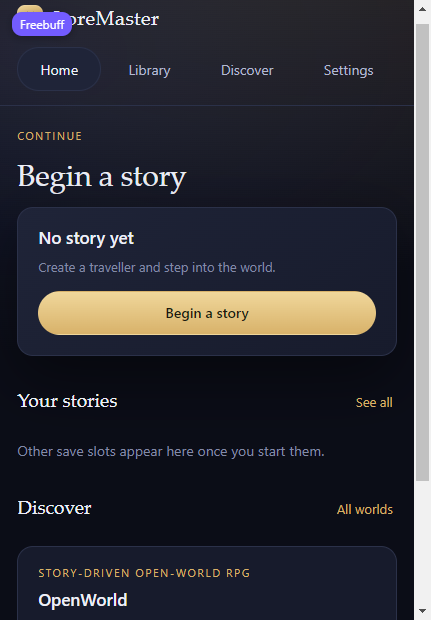 Freebuff
LoreMaster
Home Library Discover Settings
CONTINUE
Begin a story
No story yet
Create a traveller and step into the world.
Begin a story
Your stories See all
Other save slots appear here once you start them.
Discover All worlds
STORY-DRIVEN OPEN-WORLD RPG
OpenWorld